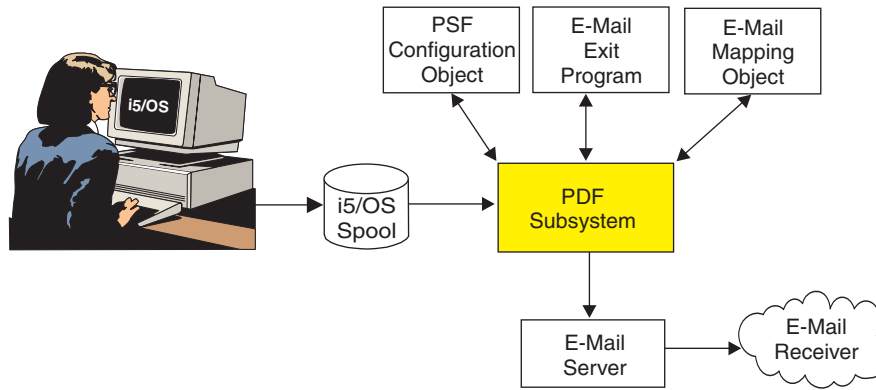 PSF
Configuration
Object
E-Mail
Exit
Program
E-Mail
Mapping
Object
i5/OS
i5/OS
Spool
PDF
Subsystem
E-Mail
Server
E-Mail
Receiver